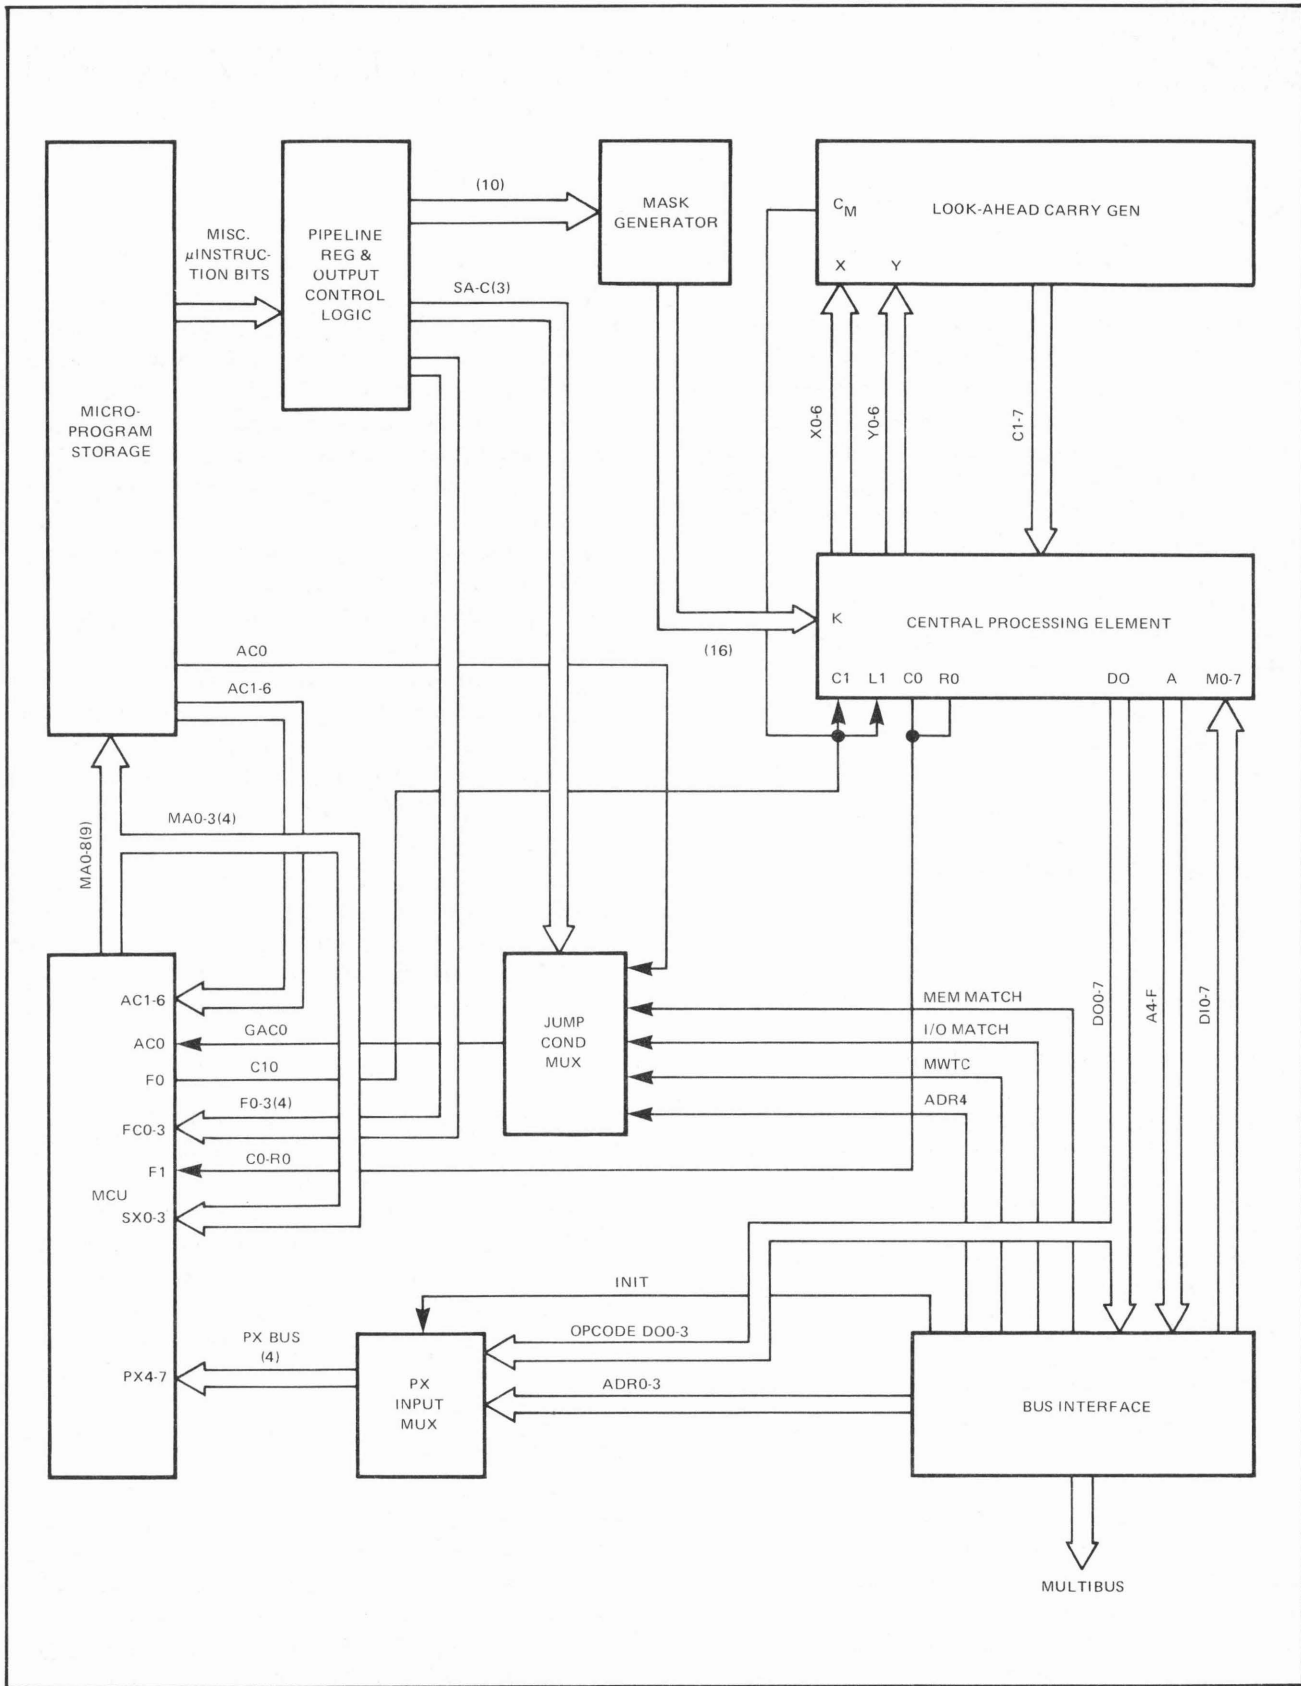 (10)
MASK
GENERATOR
CM
LOOK-AHEAD CARRY GEN
X
Y
MISC.
μINSTRUC-
TION BITS
PIPELINE
REG &
OUTPUT
CONTROL
LOGIC
SA-C(3)
MICRO-
PROGRAM
STORAGE
X0-6
Y0-6
C1-7
K
CENTRAL PROCESSING ELEMENT
(16)
C1
L1
C0
R0
DO
A
M0-7
AC0
AC1-6
MA0-8(9)
MA0-3(4)
AC1-6
GAC0
AC0
C10
F0
F0-3(4)
FC0-3
C0-R0
F1
MCU
SX0-3
JUMP
COND
MUX
MEM MATCH
I/O MATCH
MWTC
ADR4
DO0-7
A4-F
DI0-7
INIT
OPCODE DO0-3
PX BUS
(4)
PX4-7
PX
INPUT
MUX
ADR0-3
BUS INTERFACE
MULTIBUS